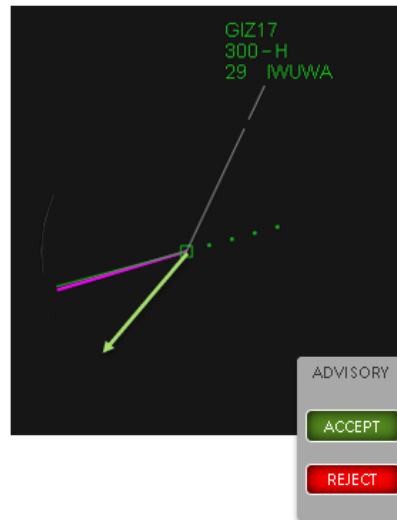 GIZ17
300-H
29 IWUWA
ADVISORY
ACCEPT
REJECT